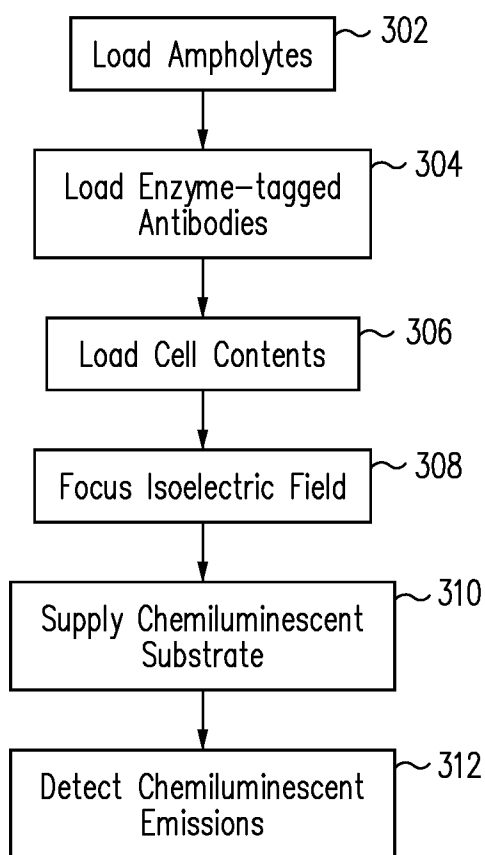 302
Load Ampholytes
304
Load Enzyme-tagged
Antibodies
306
Load Cell Contents
308
Focus Isoelectric Field
310
Supply Chemiluminescent
Substrate
312
Detect Chemiluminescent
Emissions